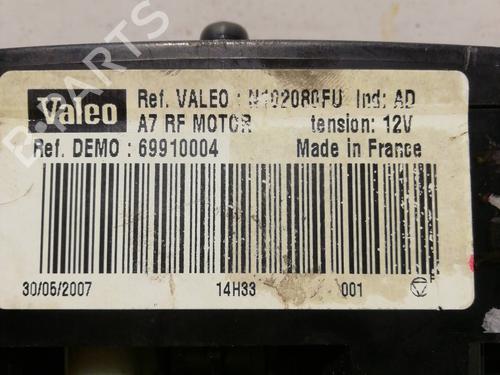 B-PARTS
Valeo
Ref. VALEO : N102080FU Ind: AD
A7 RF MOTOR tension: 12V
Ref. DEMO : 69910004 Made in France
30/05/2007 14H33 001